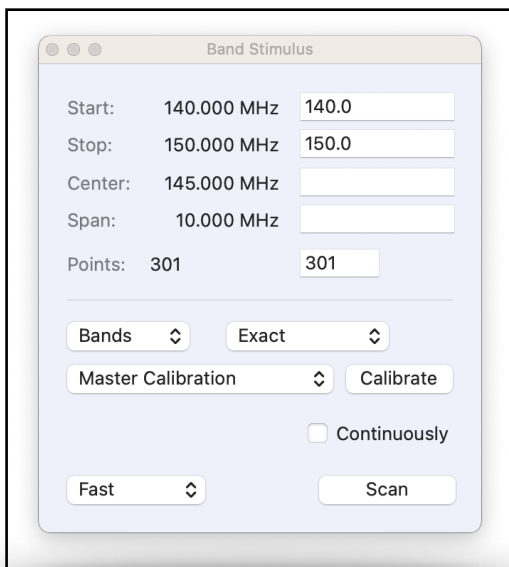 Band Stimulus
Start: 140.000 MHz 140.0
Stop: 150.000 MHz 150.0
Center: 145.000 MHz
Span: 10.000 MHz
Points: 301 301
Bands Exact
Master Calibration Calibrate
Continuously
Fast Scan